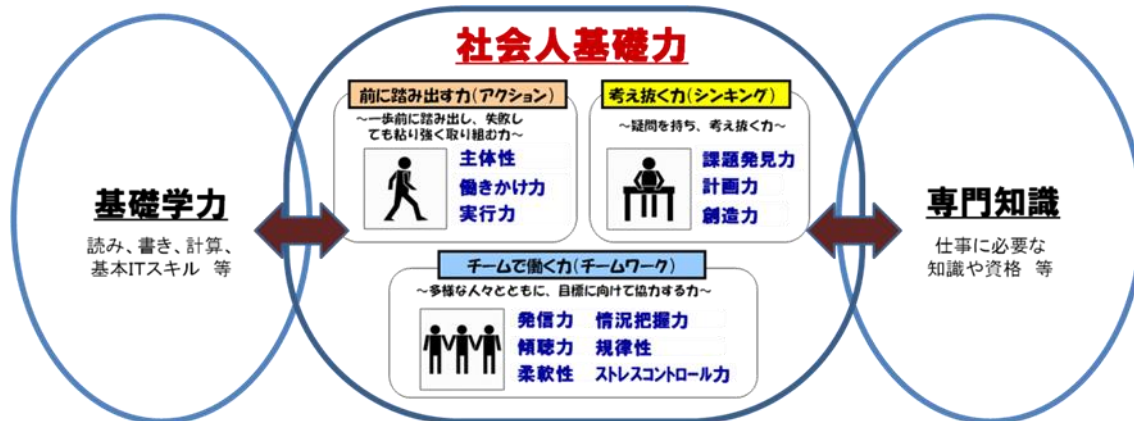 社会人基礎力
前に踏み出す力(アクション)
～一歩前に踏み出し、失敗し
ても粘り強く取り組む力～
主体性
働きかけ力
実行力
考え抜く力(シンキング)
～疑問を持ち、考え抜く力～
課題発見力
計画力
創造力
基礎学力
読み、書き、計算、
基本ITスキル 等
専門知識
仕事に必要な
知識や資格 等
チームで働く力(チームワーク)
～多様な人々とともに、目標に向けて協力する力～
発信力 情況把握力
傾聴力 規律性
柔軟性 ストレスコントロール力